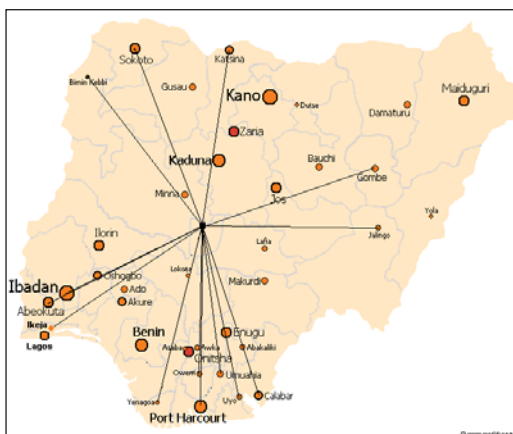 Sokoto
Katsina
Bimin Kebbi
Gusau
Kano
Dutse
Maiduguri
Damaturu
Zaria
Kaduna
Bauchi
Gombe
Minna
Jos
Yola
Jalingo
Ilorin
Lafia
Lokoja
Oshogbo
Makurdi
Ibadan
Ado
Abeokuta
Akure
Ikeja
Lagos
Benin
Enugu
Asaba
Awka
Abakaliki
Onitsha
Owerri
Umuahia
Yenagoa
Uyo
Calabar
Port Harcourt